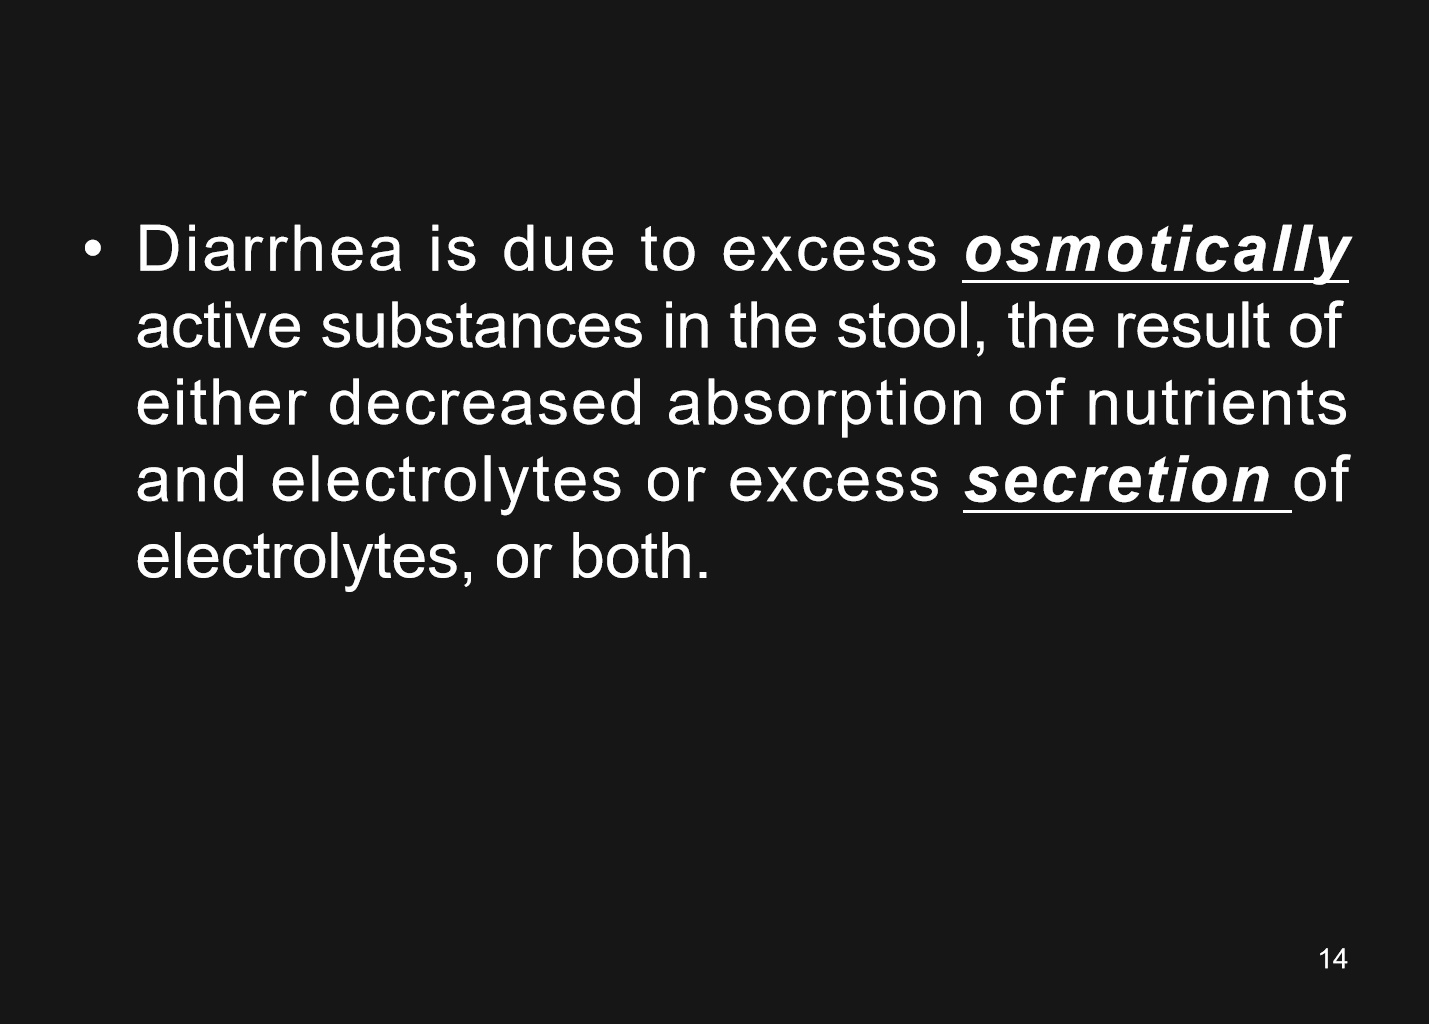 • Diarrhea is due to excess osmotically
active substances in the stool, the result of
either decreased absorption of nutrients
and electrolytes or excess secretion of
electrolytes, or both.
14